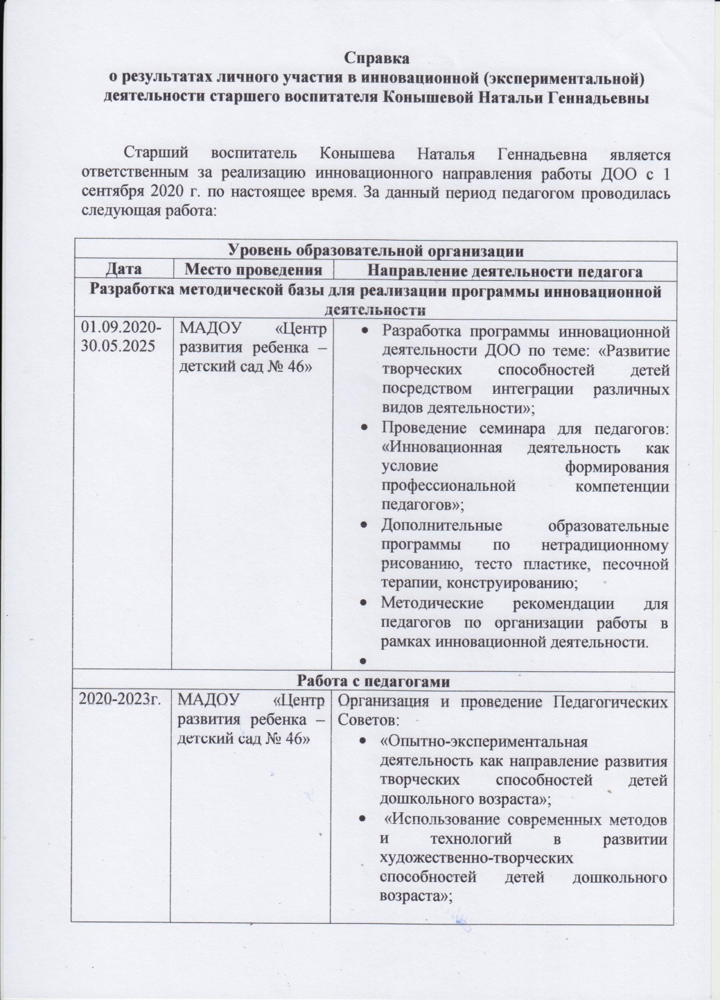 Справка
о результатах личного участия в инновационной (экспериментальной)
деятельности старшего воспитателя Конышевой Натальи Геннадьевны
Старший воспитатель Конышева Наталья Геннадьевна является
ответственным за реализацию инновационного направления работы ДОО с 1
сентября 2020 г. по настоящее время. За данный период педагогом проводилась
следующая работа:
Уровень образовательной организации
Дата Место проведения Направление деятельности педагога
Разработка методической базы для реализации программы инновационной
деятельности
01.09.2020-
30.05.2025
МАДОУ «Центр
развития ребенка –
детский сад № 46»
• Разработка программы инновационной
деятельности ДОО по теме: «Развитие
творческих способностей детей
посредством интеграции различных
видов деятельности»;
• Проведение семинара для педагогов:
«Инновационная деятельность как
условие формирования
профессиональной компетенции
педагогов»;
• Дополнительные образовательные
программы по нетрадиционному
рисованию, тесто пластике, песочной
терапии, конструированию;
• Методические рекомендации для
педагогов по организации работы в
рамках инновационной деятельности.
•
Работа с педагогами
2020-2023г.
МАДОУ «Центр
развития ребенка –
детский сад № 46»
Организация и проведение Педагогических
Советов:
• «Опытно-экспериментальная
деятельность как направление развития
творческих способностей детей
дошкольного возраста»;
• «Использование современных методов
и технологий в развитии
художественно-творческих
способностей детей дошкольного
возраста»;